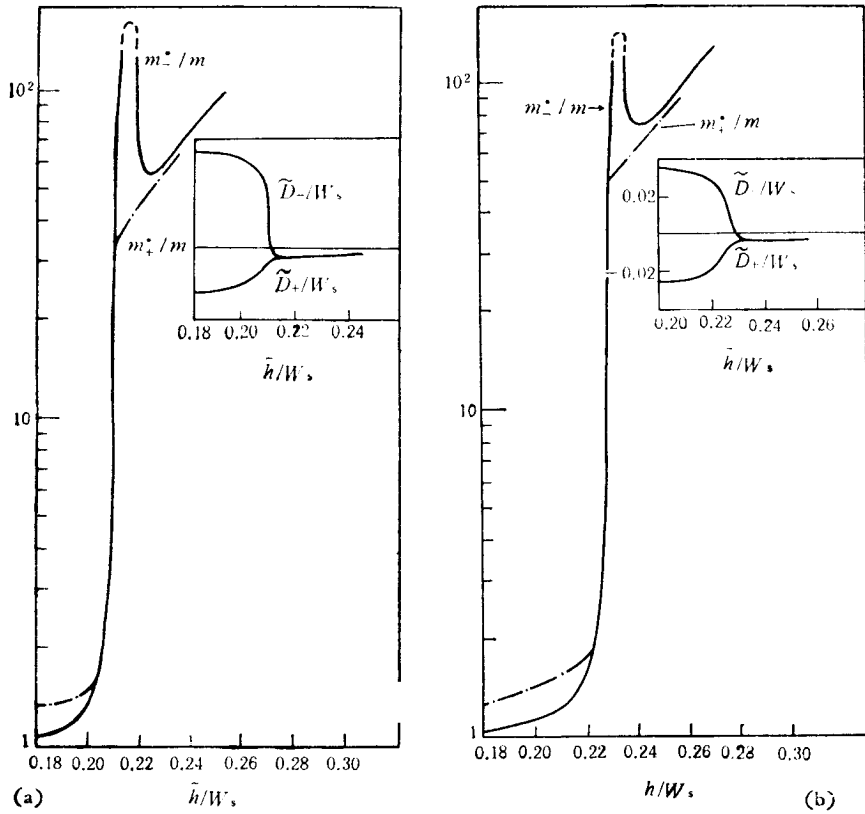 10²
m₋*/m
m₊*/m
D̃₋/Wₛ
D̃₊/Wₛ
0.18 0.20 0.22 0.24
h̃/Wₛ
10
1
0.18 0.20 0.22 0.24 0.26 0.28 0.30
(a)
h̃/Wₛ
10²
m₋*/m→
m₊*/m
0.02
D̃₋/Wₛ
D̃₊/Wₛ
-0.02
0.20 0.22 0.24 0.26
h̃/Wₛ
10
1
0.18 0.20 0.22 0.24 0.26 0.28 0.30
h/Wₛ
(b)